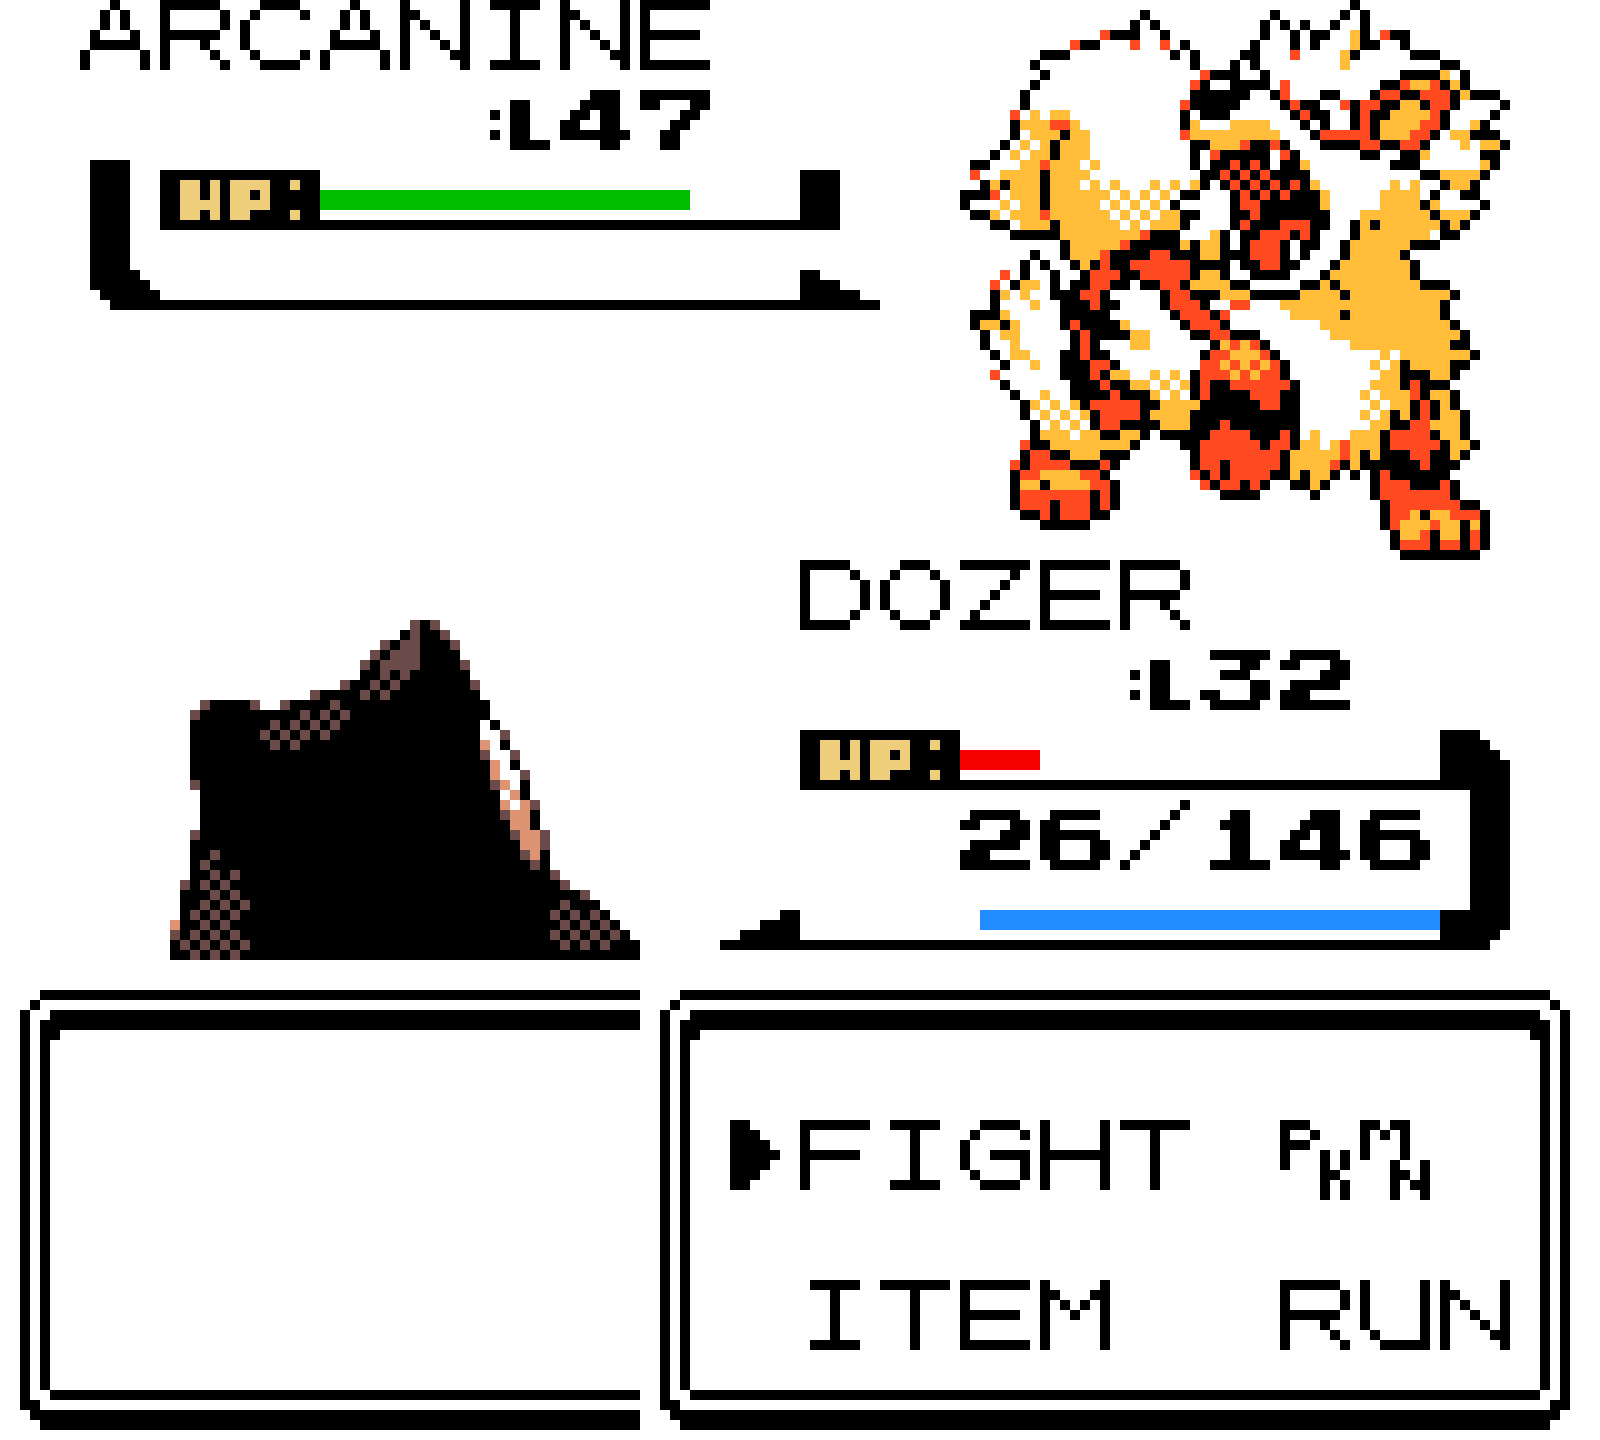 ARCANINE
:L47
HP:
DOZER
:L32
HP:
26/146
FIGHT PKMN
ITEM RUN